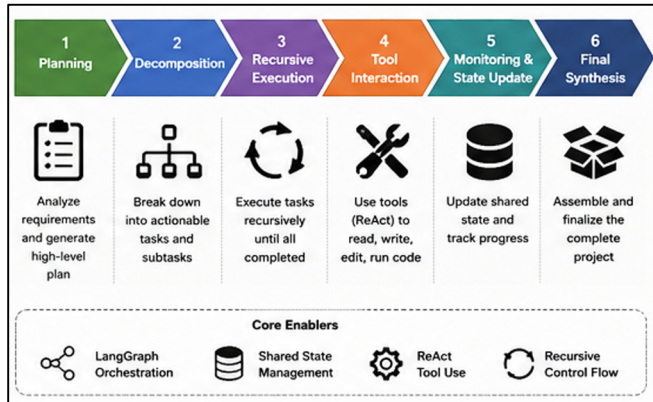 1
Planning
2
Decomposition
3
Recursive
Execution
4
Tool
Interaction
5
Monitoring &
State Update
6
Final
Synthesis
Analyze
requirements
and generate
high-level
plan
Break down
into actionable
tasks and
subtasks
Execute tasks
recursively
until all
completed
Use tools
(ReAct) to
read, write,
edit, run code
Update shared
state and
track progress
Assemble and
finalize the
complete
project
Core Enablers
LangGraph
Orchestration
Shared State
Management
ReAct
Tool Use
Recursive
Control Flow